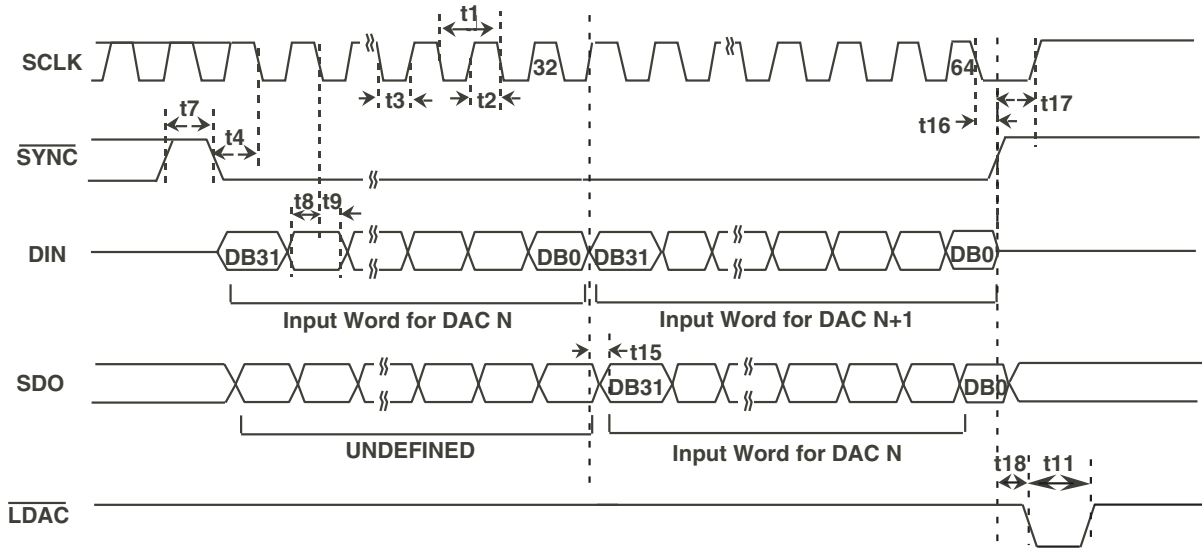 t1
SCLK
32
64
t3
t2
t17
t16
t7
t4
SYNC
t8
t9
DIN
DB31
DB0
DB31
DB0
Input Word for DAC N
Input Word for DAC N+1
t15
SDO
DB31
DB0
UNDEFINED
Input Word for DAC N
t18
t11
LDAC